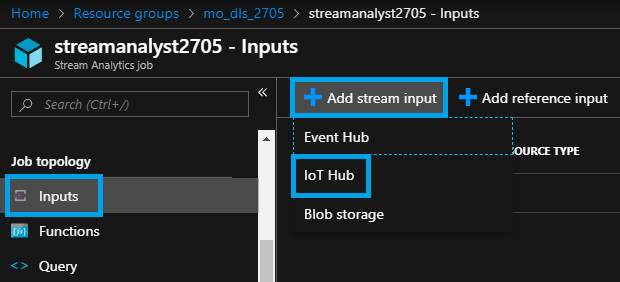 Home > Resource groups > mo_dls_2705 > streamanalyst2705 - Inputs
streamanalyst2705 - Inputs
Stream Analytics job
Search (Ctrl+/)
«
Add stream input
Add reference input
Event Hub
OURCE TYPE
IoT Hub
Blob storage
Job topology
Inputs
Functions
<> Query